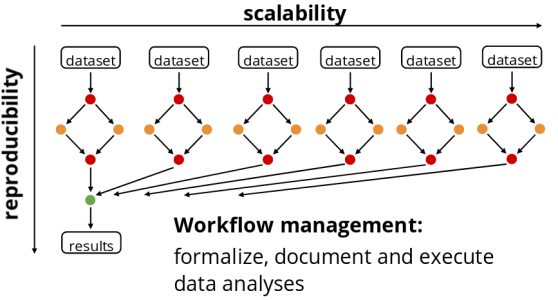 scalability
reproducibility
dataset dataset dataset dataset dataset dataset
results
Workflow management:
formalize, document and execute
data analyses